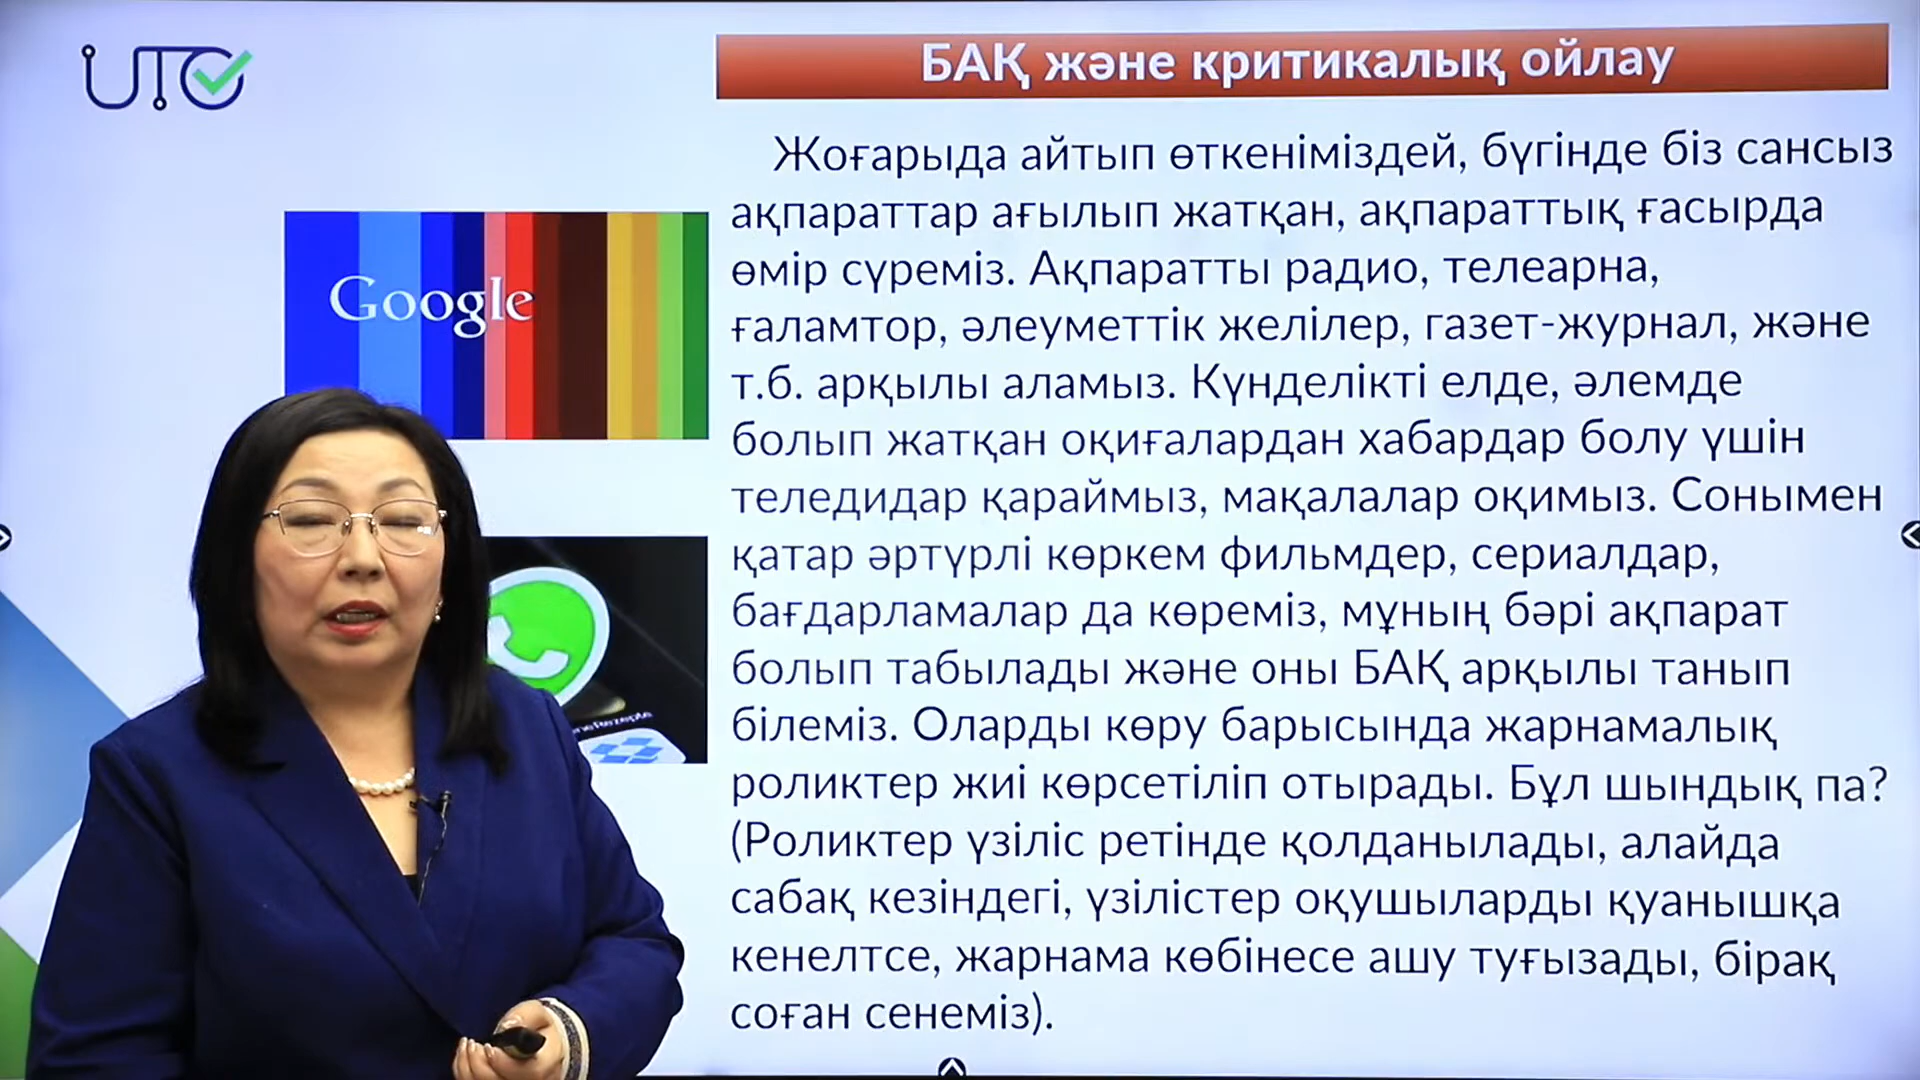 UTO
БАҚ және критикалық ойлау
Жоғарыда айтып өткеніміздей, бүгінде біз сансыз
ақпараттар ағылып жатқан, ақпараттық ғасырда
өмір сүреміз. Ақпаратты радио, телеарна,
ғаламтор, әлеуметтік желілер, газет-журнал, және
т.б. арқылы аламыз. Күнделікті елде, әлемде
болып жатқан оқиғалардан хабардар болу үшін
теледидар қараймыз, мақалалар оқимыз. Сонымен
қатар әртүрлі көркем фильмдер, сериалдар,
бағдарламалар да көреміз, мұның бәрі ақпарат
болып табылады және оны БАҚ арқылы танып
білеміз. Оларды көру барысында жарнамалық
роликтер жиі көрсетіліп отырады. Бұл шындық па?
(Роликтер үзіліс ретінде қолданылады, алайда
сабақ кезіндегі, үзілістер оқушыларды қуанышқа
кенелтсе, жарнама көбінесе ашу туғызады, бірақ
соған сенеміз).
Google